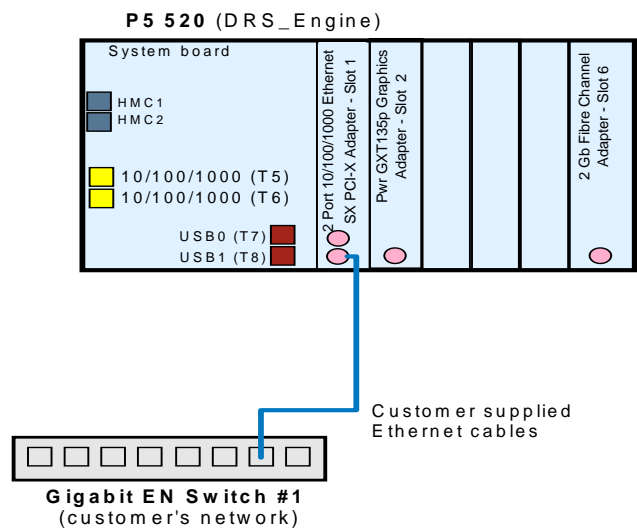 P5 520 (DRS_Engine)
System board
HMC1
HMC2
10/100/1000 (T5)
10/100/1000 (T6)
USB0 (T7)
USB1 (T8)
2 Port 10/100/1000 Ethernet
SX PCI-X Adapter - Slot 1
Pwr GXT135p Graphics
Adapter - Slot 2
2 Gb Fibre Channel
Adapter - Slot 6
Customer supplied
Ethernet cables
Gigabit EN Switch #1
(customer's network)